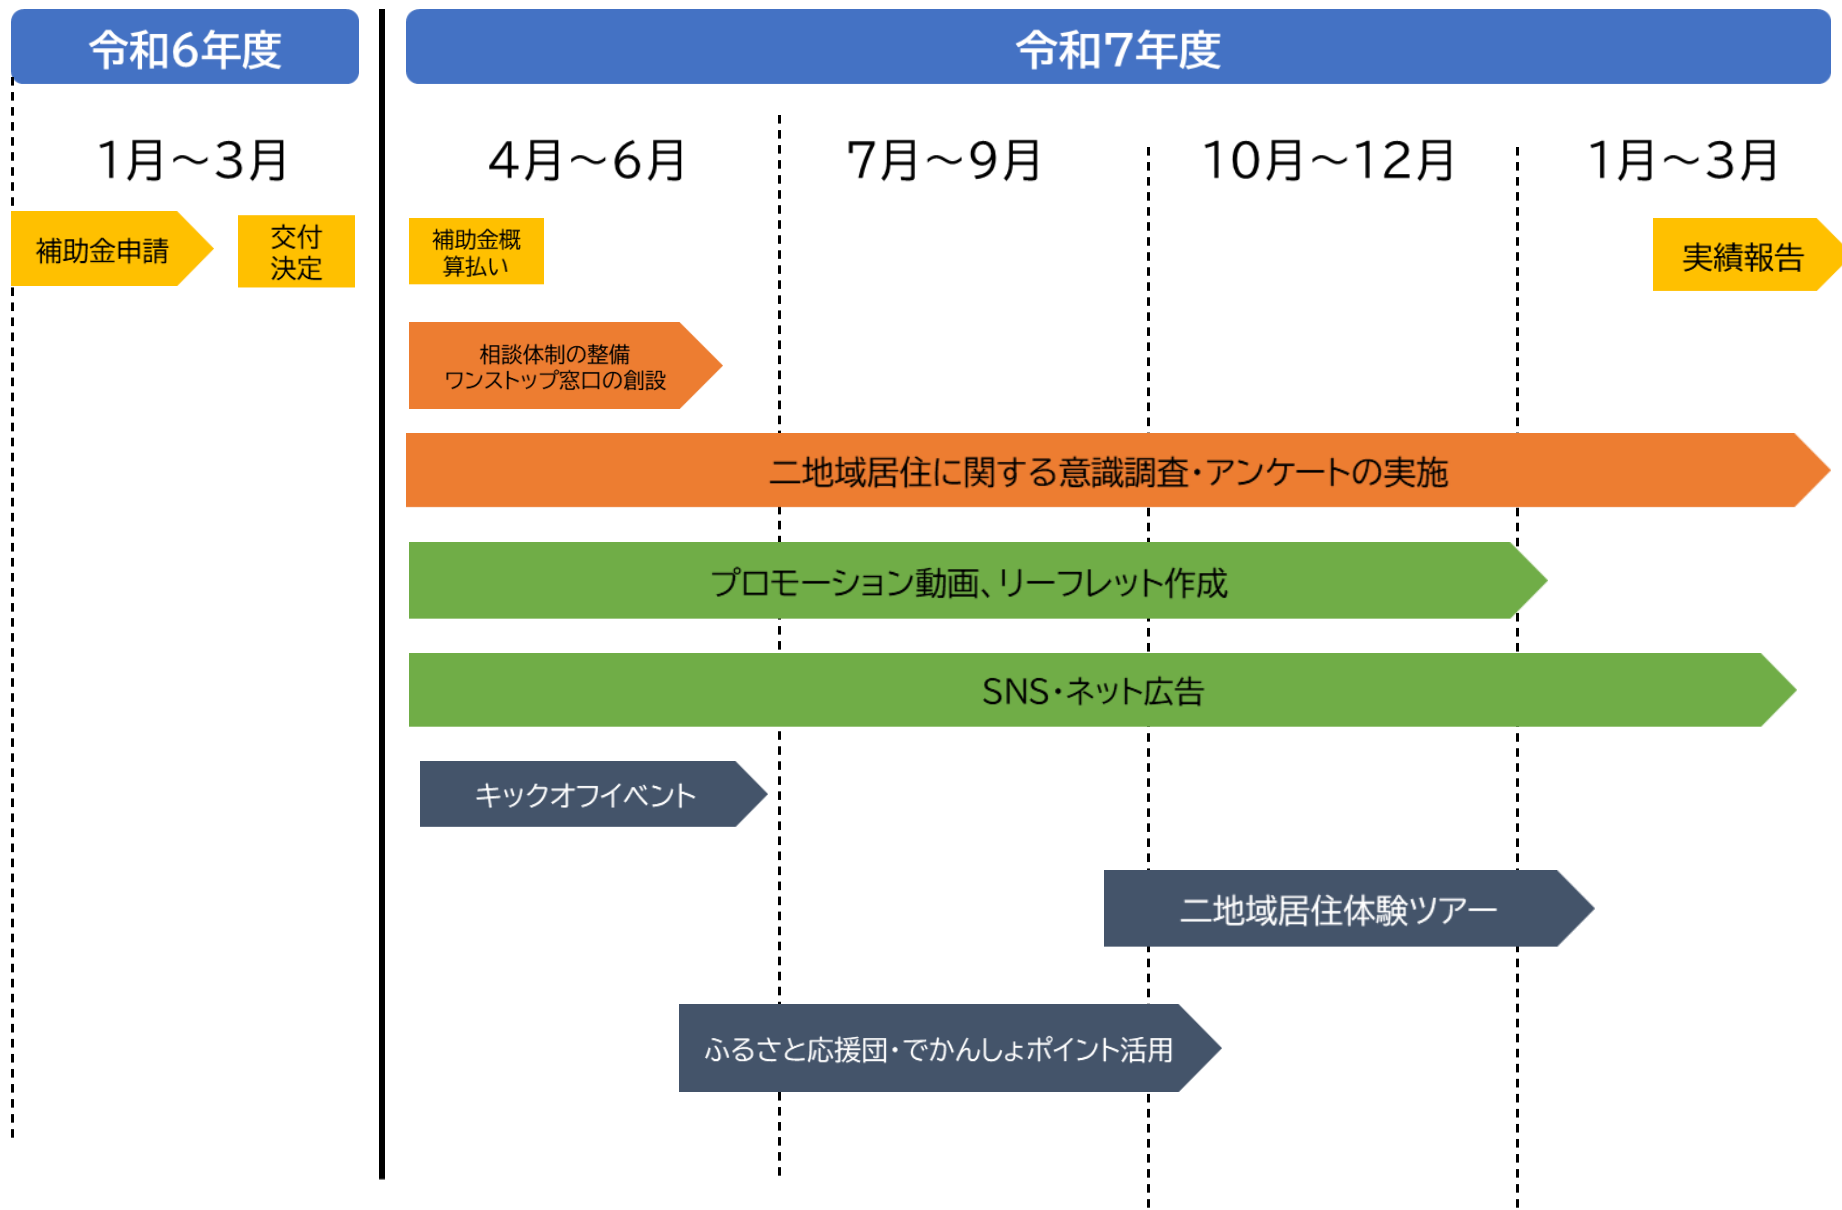 令和6年度
令和7年度
1月～3月
4月～6月
7月～9月
10月～12月
1月～3月
補助金申請
交付
決定
補助金概
算払い
実績報告
相談体制の整備
ワンストップ窓口の創設
二地域居住に関する意識調査・アンケートの実施
プロモーション動画、リーフレット作成
SNS・ネット広告
キックオフイベント
二地域居住体験ツアー
ふるさと応援団・でかんしょポイント活用